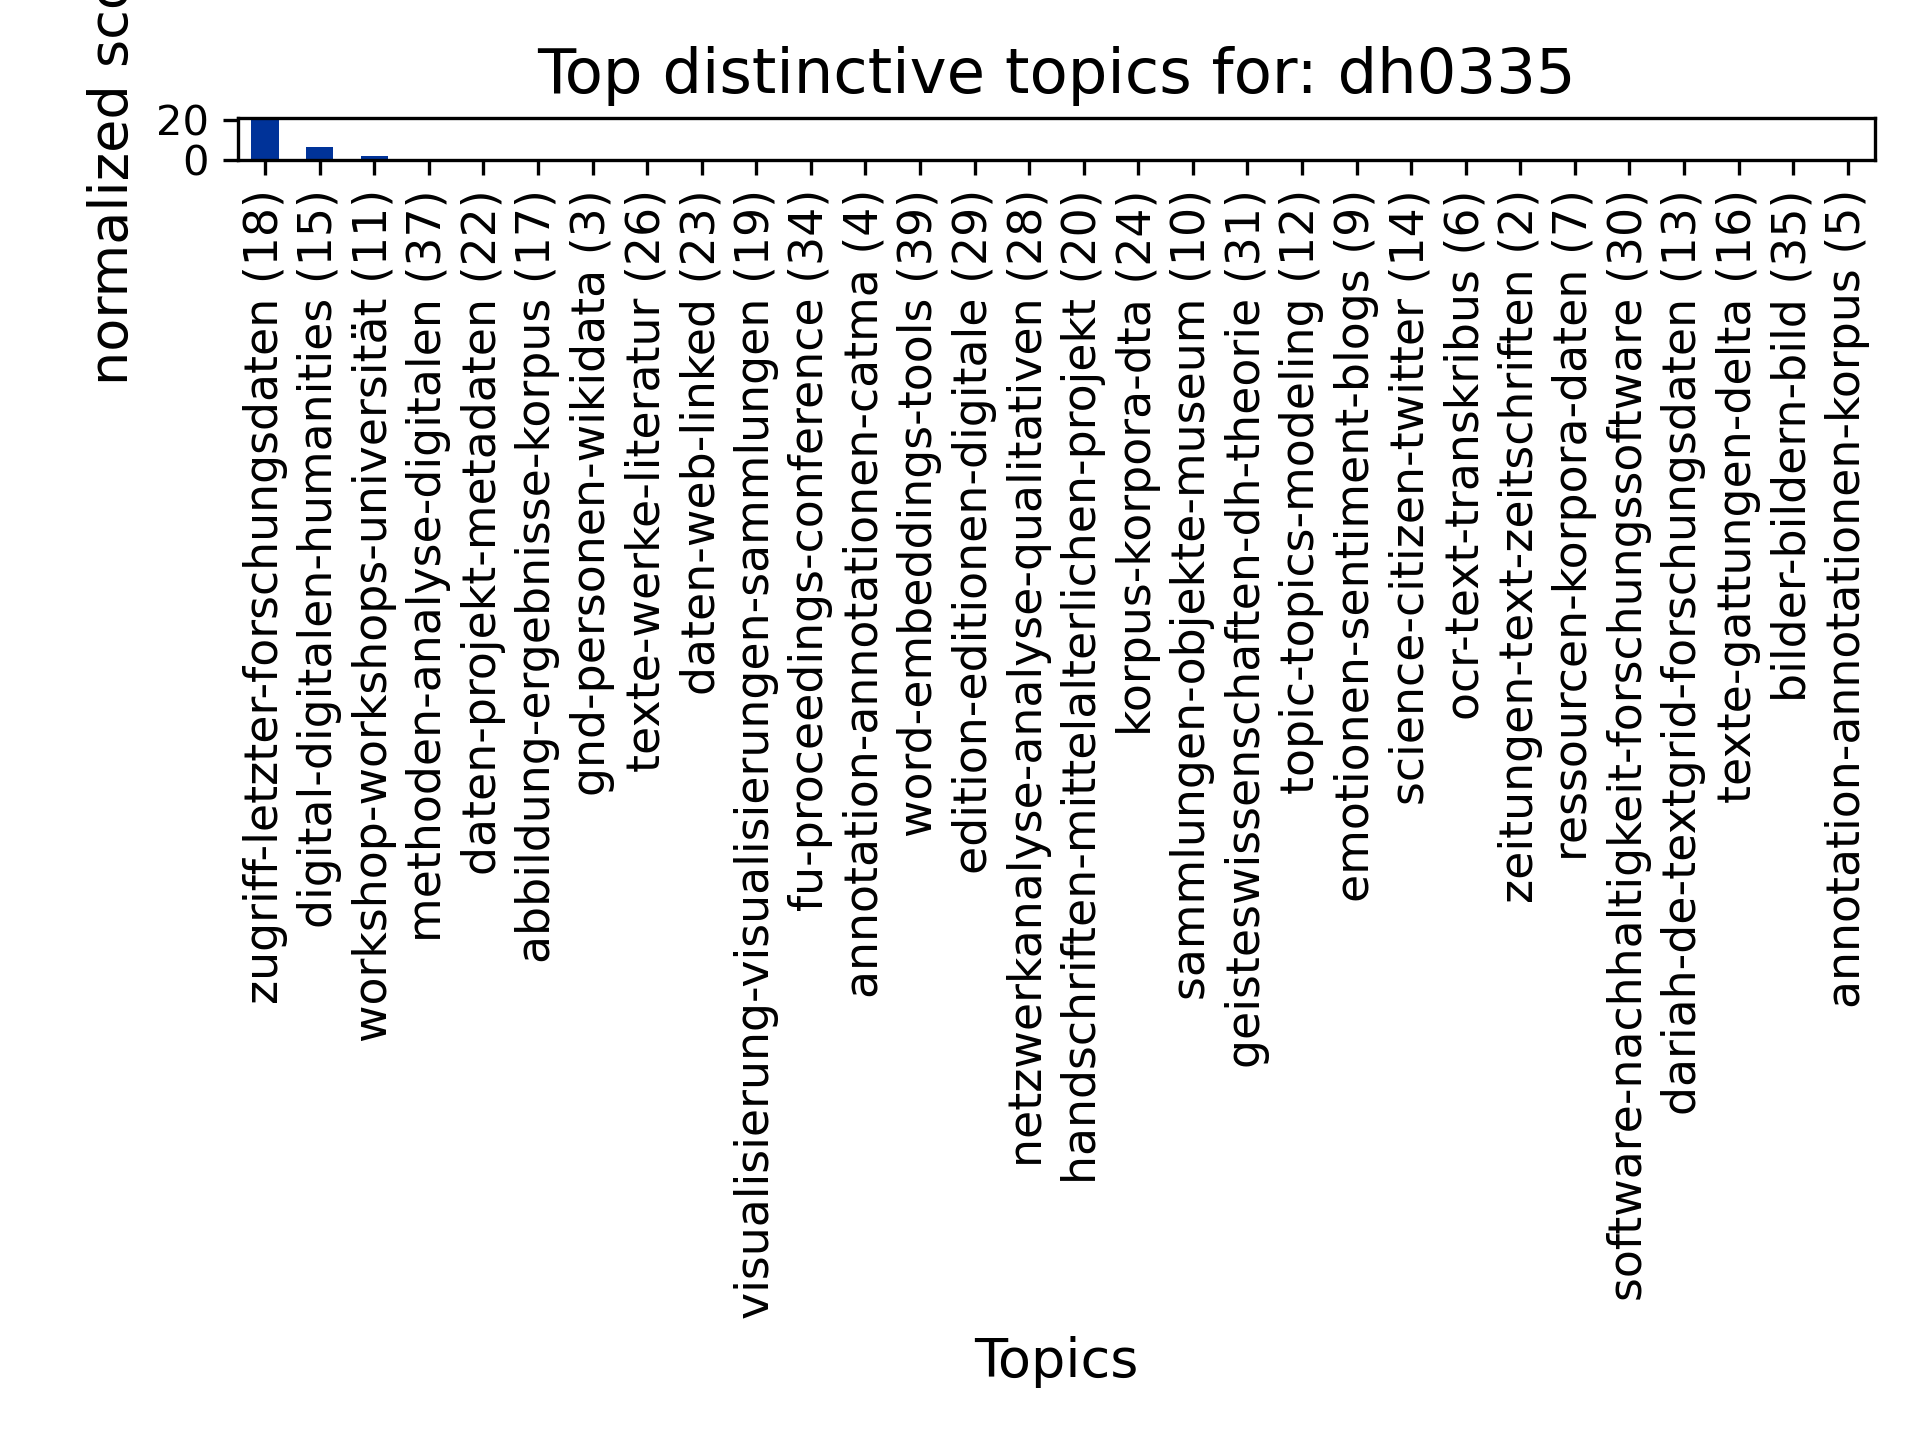 Top distinctive topics for: dh0335
normalized
20
0
zugriff-letzter-forschungsdaten (18)
digital-digitalen-humanities (15)
workshop-workshops-universität (11)
methoden-analyse-digitalen (37)
daten-projekt-metadaten (22)
abbildung-ergebnisse-korpus (17)
gnd-personen-wikidata (3)
texte-werke-literatur (26)
daten-web-linked (23)
visualisierung-visualisierungen-sammlungen (19)
fu-proceedings-conference (34)
annotation-annotationen-catma (4)
word-embeddings-tools (39)
edition-editionen-digitale (29)
netzwerkanalyse-analyse-qualitativen (28)
handschriften-mittelalterlichen-projekt (20)
korpus-korpora-dta (24)
sammlungen-objekte-museum (10)
geisteswissenschaften-dh-theorie (31)
topic-topics-modeling (12)
emotionen-sentiment-blogs (9)
science-citizen-twitter (14)
ocr-text-transkribus (6)
zeitungen-text-zeitschriften (2)
ressourcen-korpora-daten (7)
software-nachhaltigkeit-forschungssoftware (30)
dariah-de-textgrid-forschungsdaten (13)
texte-gattungen-delta (16)
bilder-bildern-bild (35)
annotation-annotationen-korpus (5)
Topics